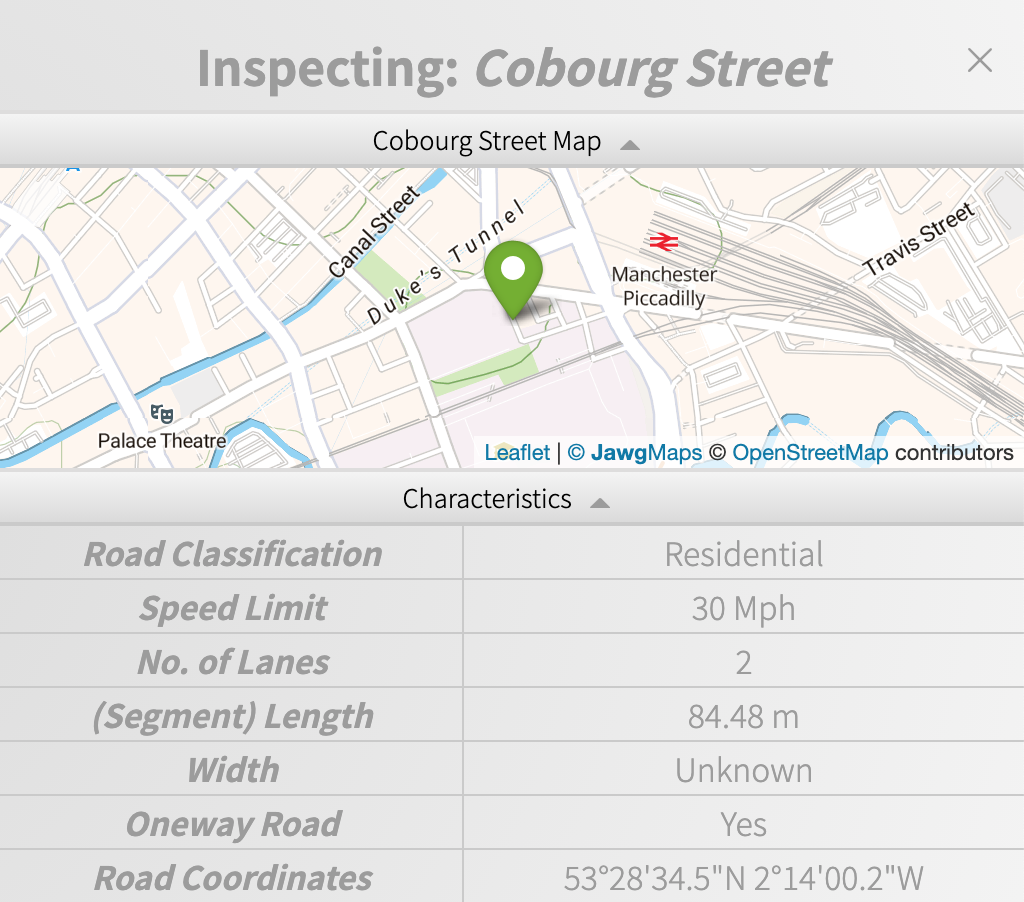 Inspecting: Cobourg Street
Cobourg Street Map
Canal Street
Duke's Tunnel
Travis Street
Manchester
Piccadilly
Palace Theatre
Leaflet | © JawgMaps © OpenStreetMap contributors
Characteristics
Road Classification Residential
Speed Limit 30 Mph
No. of Lanes 2
(Segment) Length 84.48 m
Width Unknown
Oneway Road Yes
Road Coordinates 53°28'34.5"N 2°14'00.2"W